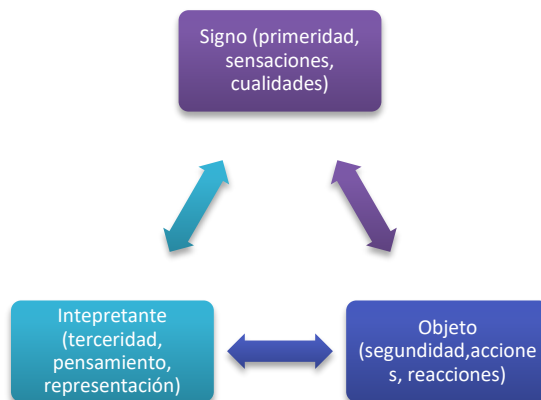 Signo (primeridad,
sensaciones,
cualidades)
Intepretante
(terceridad,
pensamiento,
representación)
Objeto
(segundidad,accione
s, reacciones)